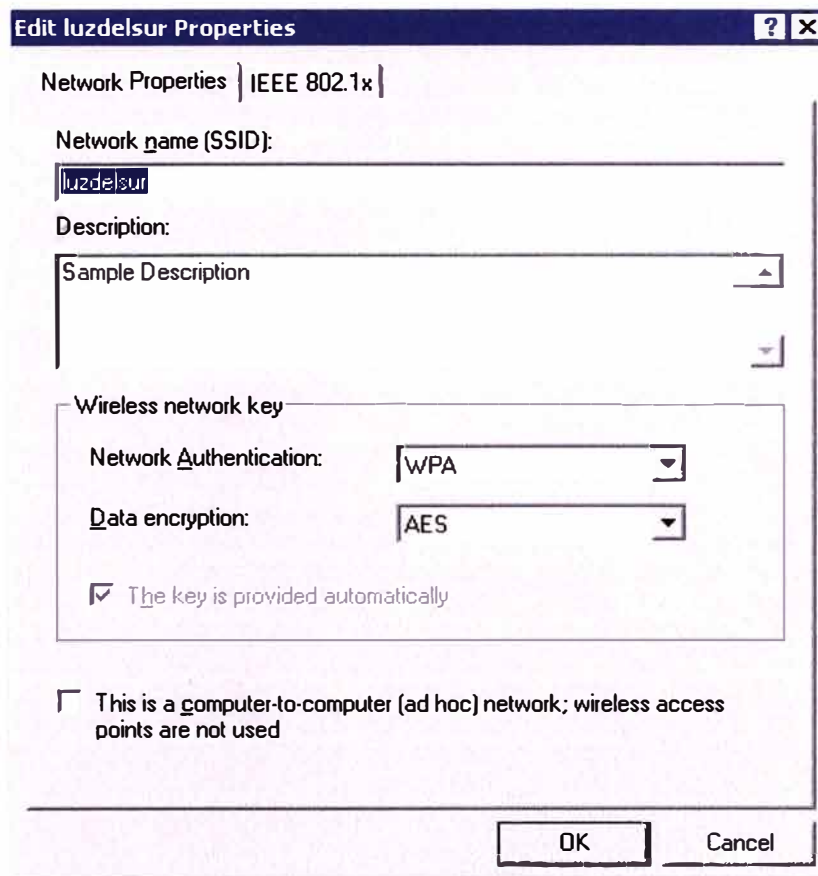 Edit luzdelsur Properties
Network Properties
IEEE 802.1x
Network name (SSID):
luzdelsur
Description:
Sample Description
Wireless network key
Network Authentication:
WPA
Data encryption:
AES
The key is provided automatically
This is a computer-to-computer (ad hoc) network; wireless access
points are not used
OK
Cancel